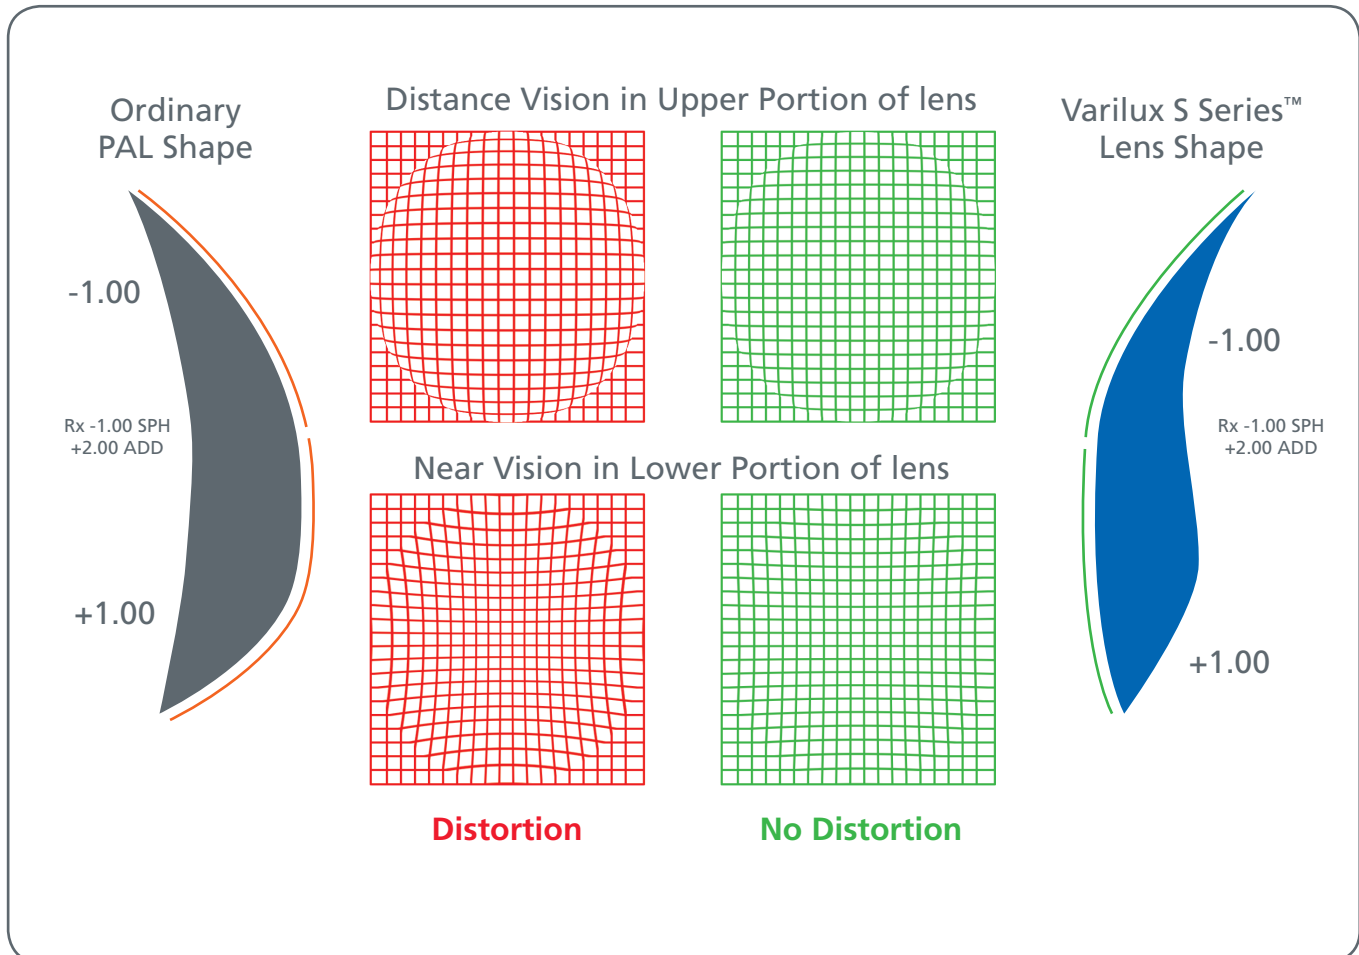 Ordinary
PAL Shape
Distance Vision in Upper Portion of lens
Varilux S Series™
Lens Shape
-1.00
-1.00
Rx -1.00 SPH
+2.00 ADD
Rx -1.00 SPH
+2.00 ADD
Near Vision in Lower Portion of lens
+1.00
+1.00
Distortion
No Distortion